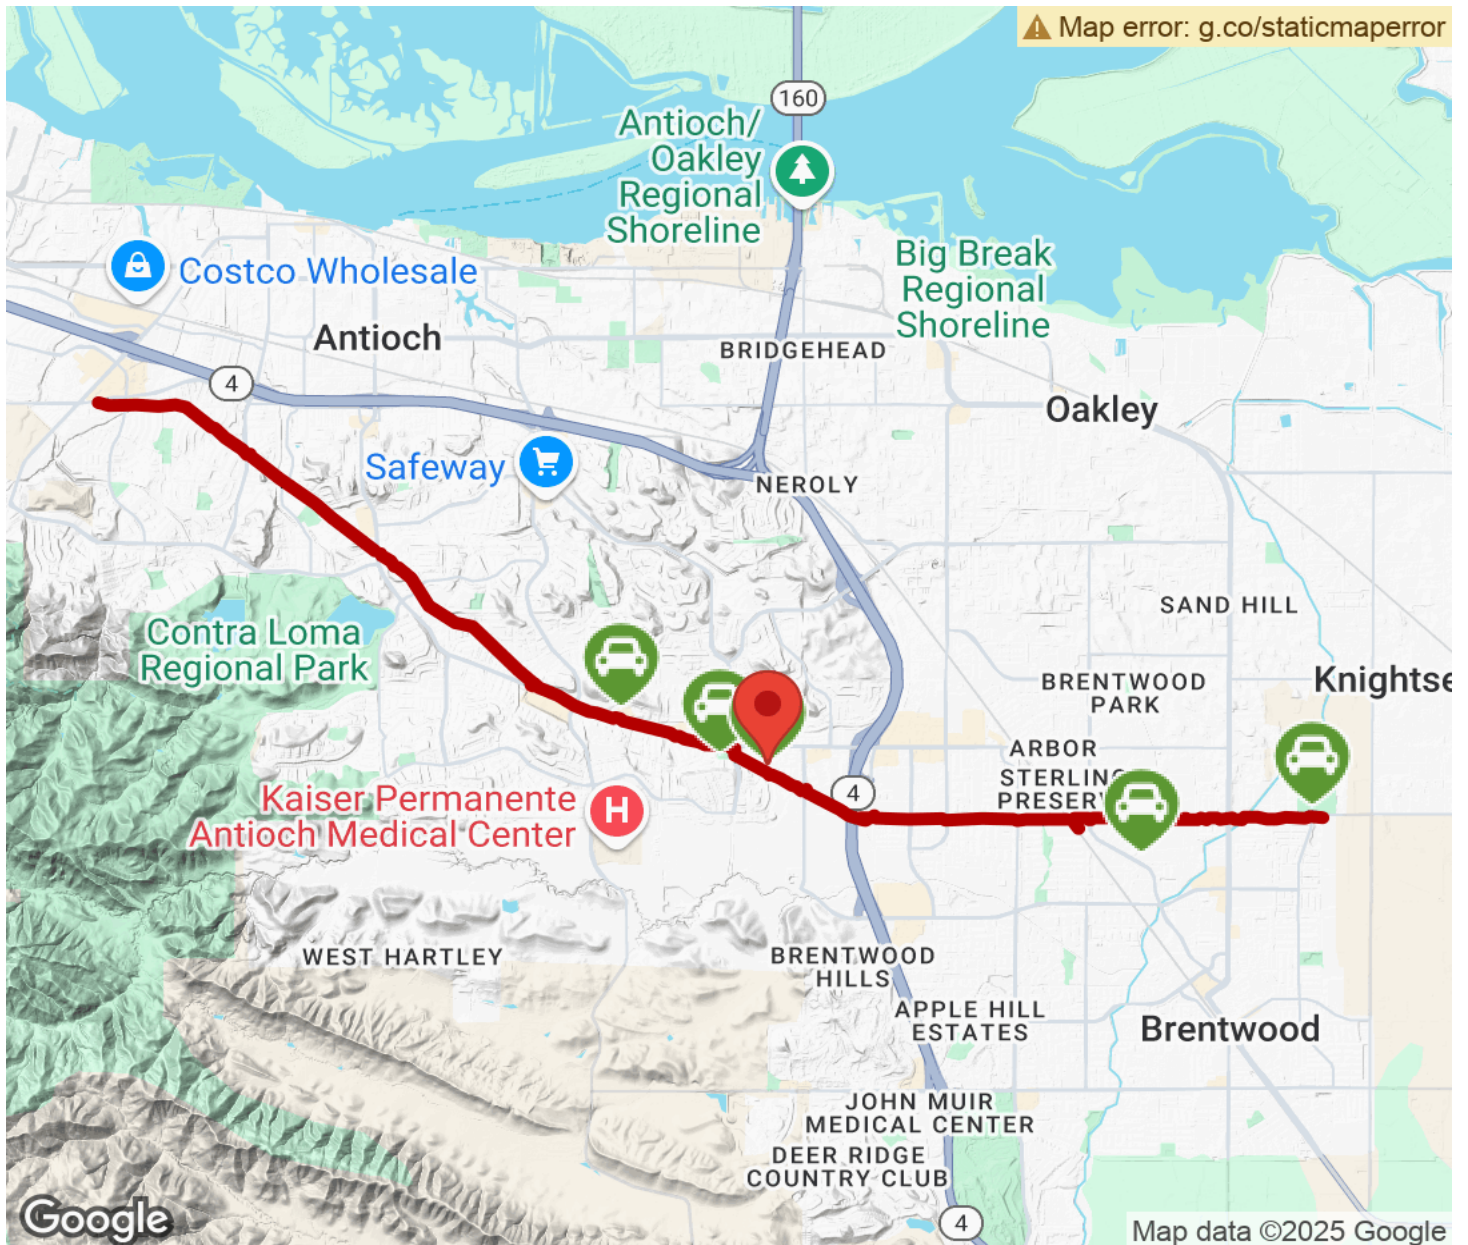 Map error: g.co/staticmaperror
160
Antioch/
Oakley
Regional
Shoreline
Big Break
Regional
Shoreline
Costco Wholesale
Antioch
BRIDGEHEAD
4
Oakley
Safeway
NEROLY
SAND HILL
Contra Loma
Regional Park
BRENTWOOD
PARK
Knightse
ARBOR
STERLING
PRESERV
4
Kaiser Permanente
Antioch Medical Center
H
WEST HARTLEY
BRENTWOOD
HILLS
APPLE HILL
ESTATES
Brentwood
JOHN MUIR
MEDICAL CENTER
DEER RIDGE
COUNTRY CLUB
4
Google
Map data ©2025 Google